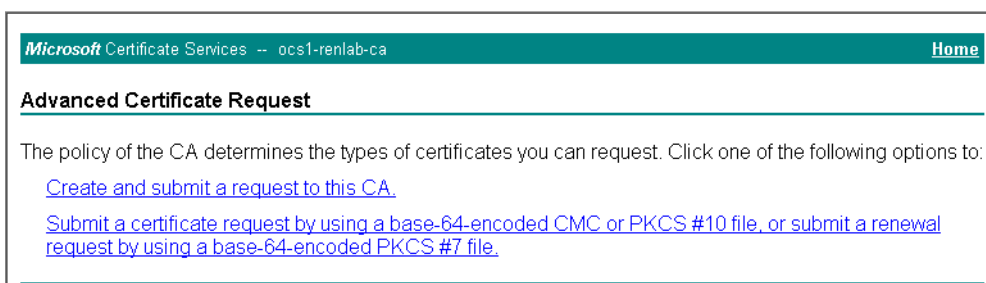 Microsoft Certificate Services -- ocs1-renlab-ca Home
Advanced Certificate Request
The policy of the CA determines the types of certificates you can request. Click one of the following options to:
Create and submit a request to this CA.
Submit a certificate request by using a base-64-encoded CMC or PKCS #10 file, or submit a renewal
request by using a base-64-encoded PKCS #7 file.